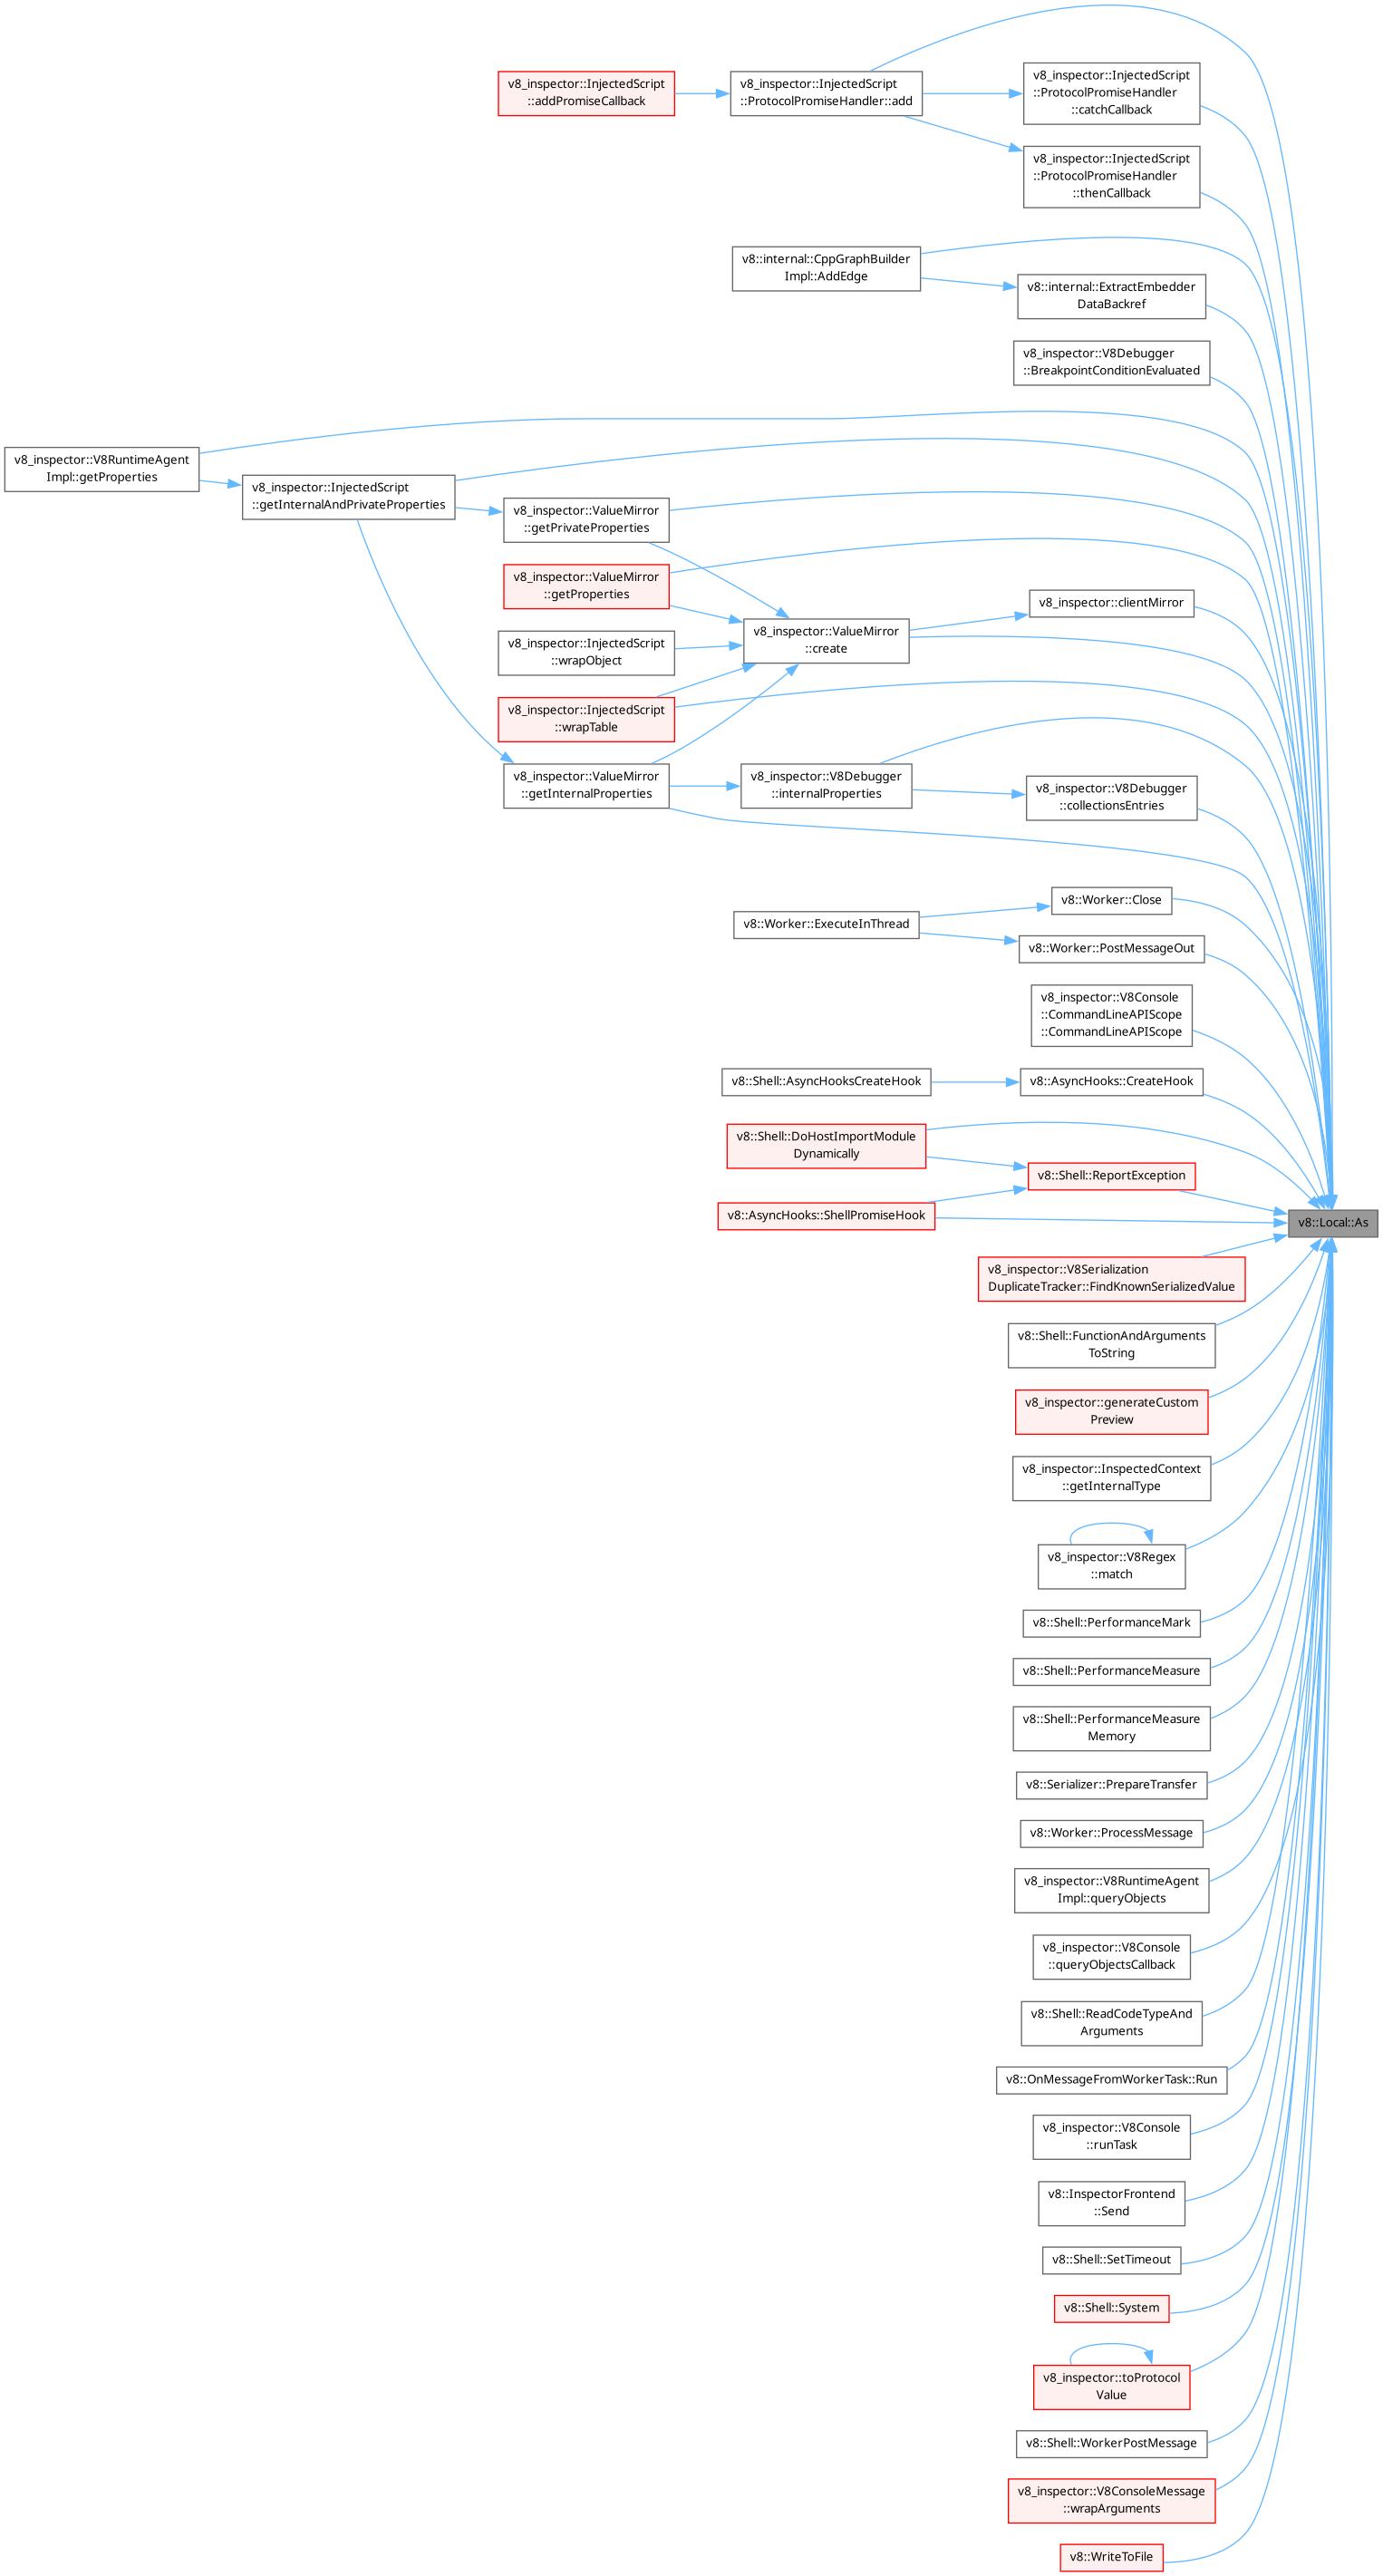 v8_inspector::InjectedScript
::addPromiseCallback
v8_inspector::InjectedScript
::ProtocolPromiseHandler::add
v8_inspector::InjectedScript
::ProtocolPromiseHandler
::catchCallback
v8_inspector::InjectedScript
::ProtocolPromiseHandler
::thenCallback
v8::internal::CppGraphBuilder
Impl::AddEdge
v8::internal::ExtractEmbedder
DataBackref
v8_inspector::V8Debugger
::BreakpointConditionEvaluated
v8_inspector::V8RuntimeAgent
Impl::getProperties
v8_inspector::InjectedScript
::getInternalAndPrivateProperties
v8_inspector::ValueMirror
::getPrivateProperties
v8_inspector::ValueMirror
::getProperties
v8_inspector::clientMirror
v8_inspector::InjectedScript
::wrapObject
v8_inspector::ValueMirror
::create
v8_inspector::InjectedScript
::wrapTable
v8_inspector::ValueMirror
::getInternalProperties
v8_inspector::V8Debugger
::internalProperties
v8_inspector::V8Debugger
::collectionsEntries
v8::Worker::Close
v8::Worker::ExecuteInThread
v8::Worker::PostMessageOut
v8_inspector::V8Console
::CommandLineAPIScope
::CommandLineAPIScope
v8::Shell::AsyncHooksCreateHook
v8::AsyncHooks::CreateHook
v8::Shell::DoHostImportModule
Dynamically
v8::Shell::ReportException
v8::AsyncHooks::ShellPromiseHook
v8::Local::As
v8_inspector::V8Serialization
DuplicateTracker::FindKnownSerializedValue
v8::Shell::FunctionAndArguments
ToString
v8_inspector::generateCustom
Preview
v8_inspector::InspectedContext
::getInternalType
v8_inspector::V8Regex
::match
v8::Shell::PerformanceMark
v8::Shell::PerformanceMeasure
v8::Shell::PerformanceMeasure
Memory
v8::Serializer::PrepareTransfer
v8::Worker::ProcessMessage
v8_inspector::V8RuntimeAgent
Impl::queryObjects
v8_inspector::V8Console
::queryObjectsCallback
v8::Shell::ReadCodeTypeAnd
Arguments
v8::OnMessageFromWorkerTask::Run
v8_inspector::V8Console
::runTask
v8::InspectorFrontend
::Send
v8::Shell::SetTimeout
v8::Shell::System
v8_inspector::toProtocol
Value
v8::Shell::WorkerPostMessage
v8_inspector::V8ConsoleMessage
::wrapArguments
v8::WriteToFile